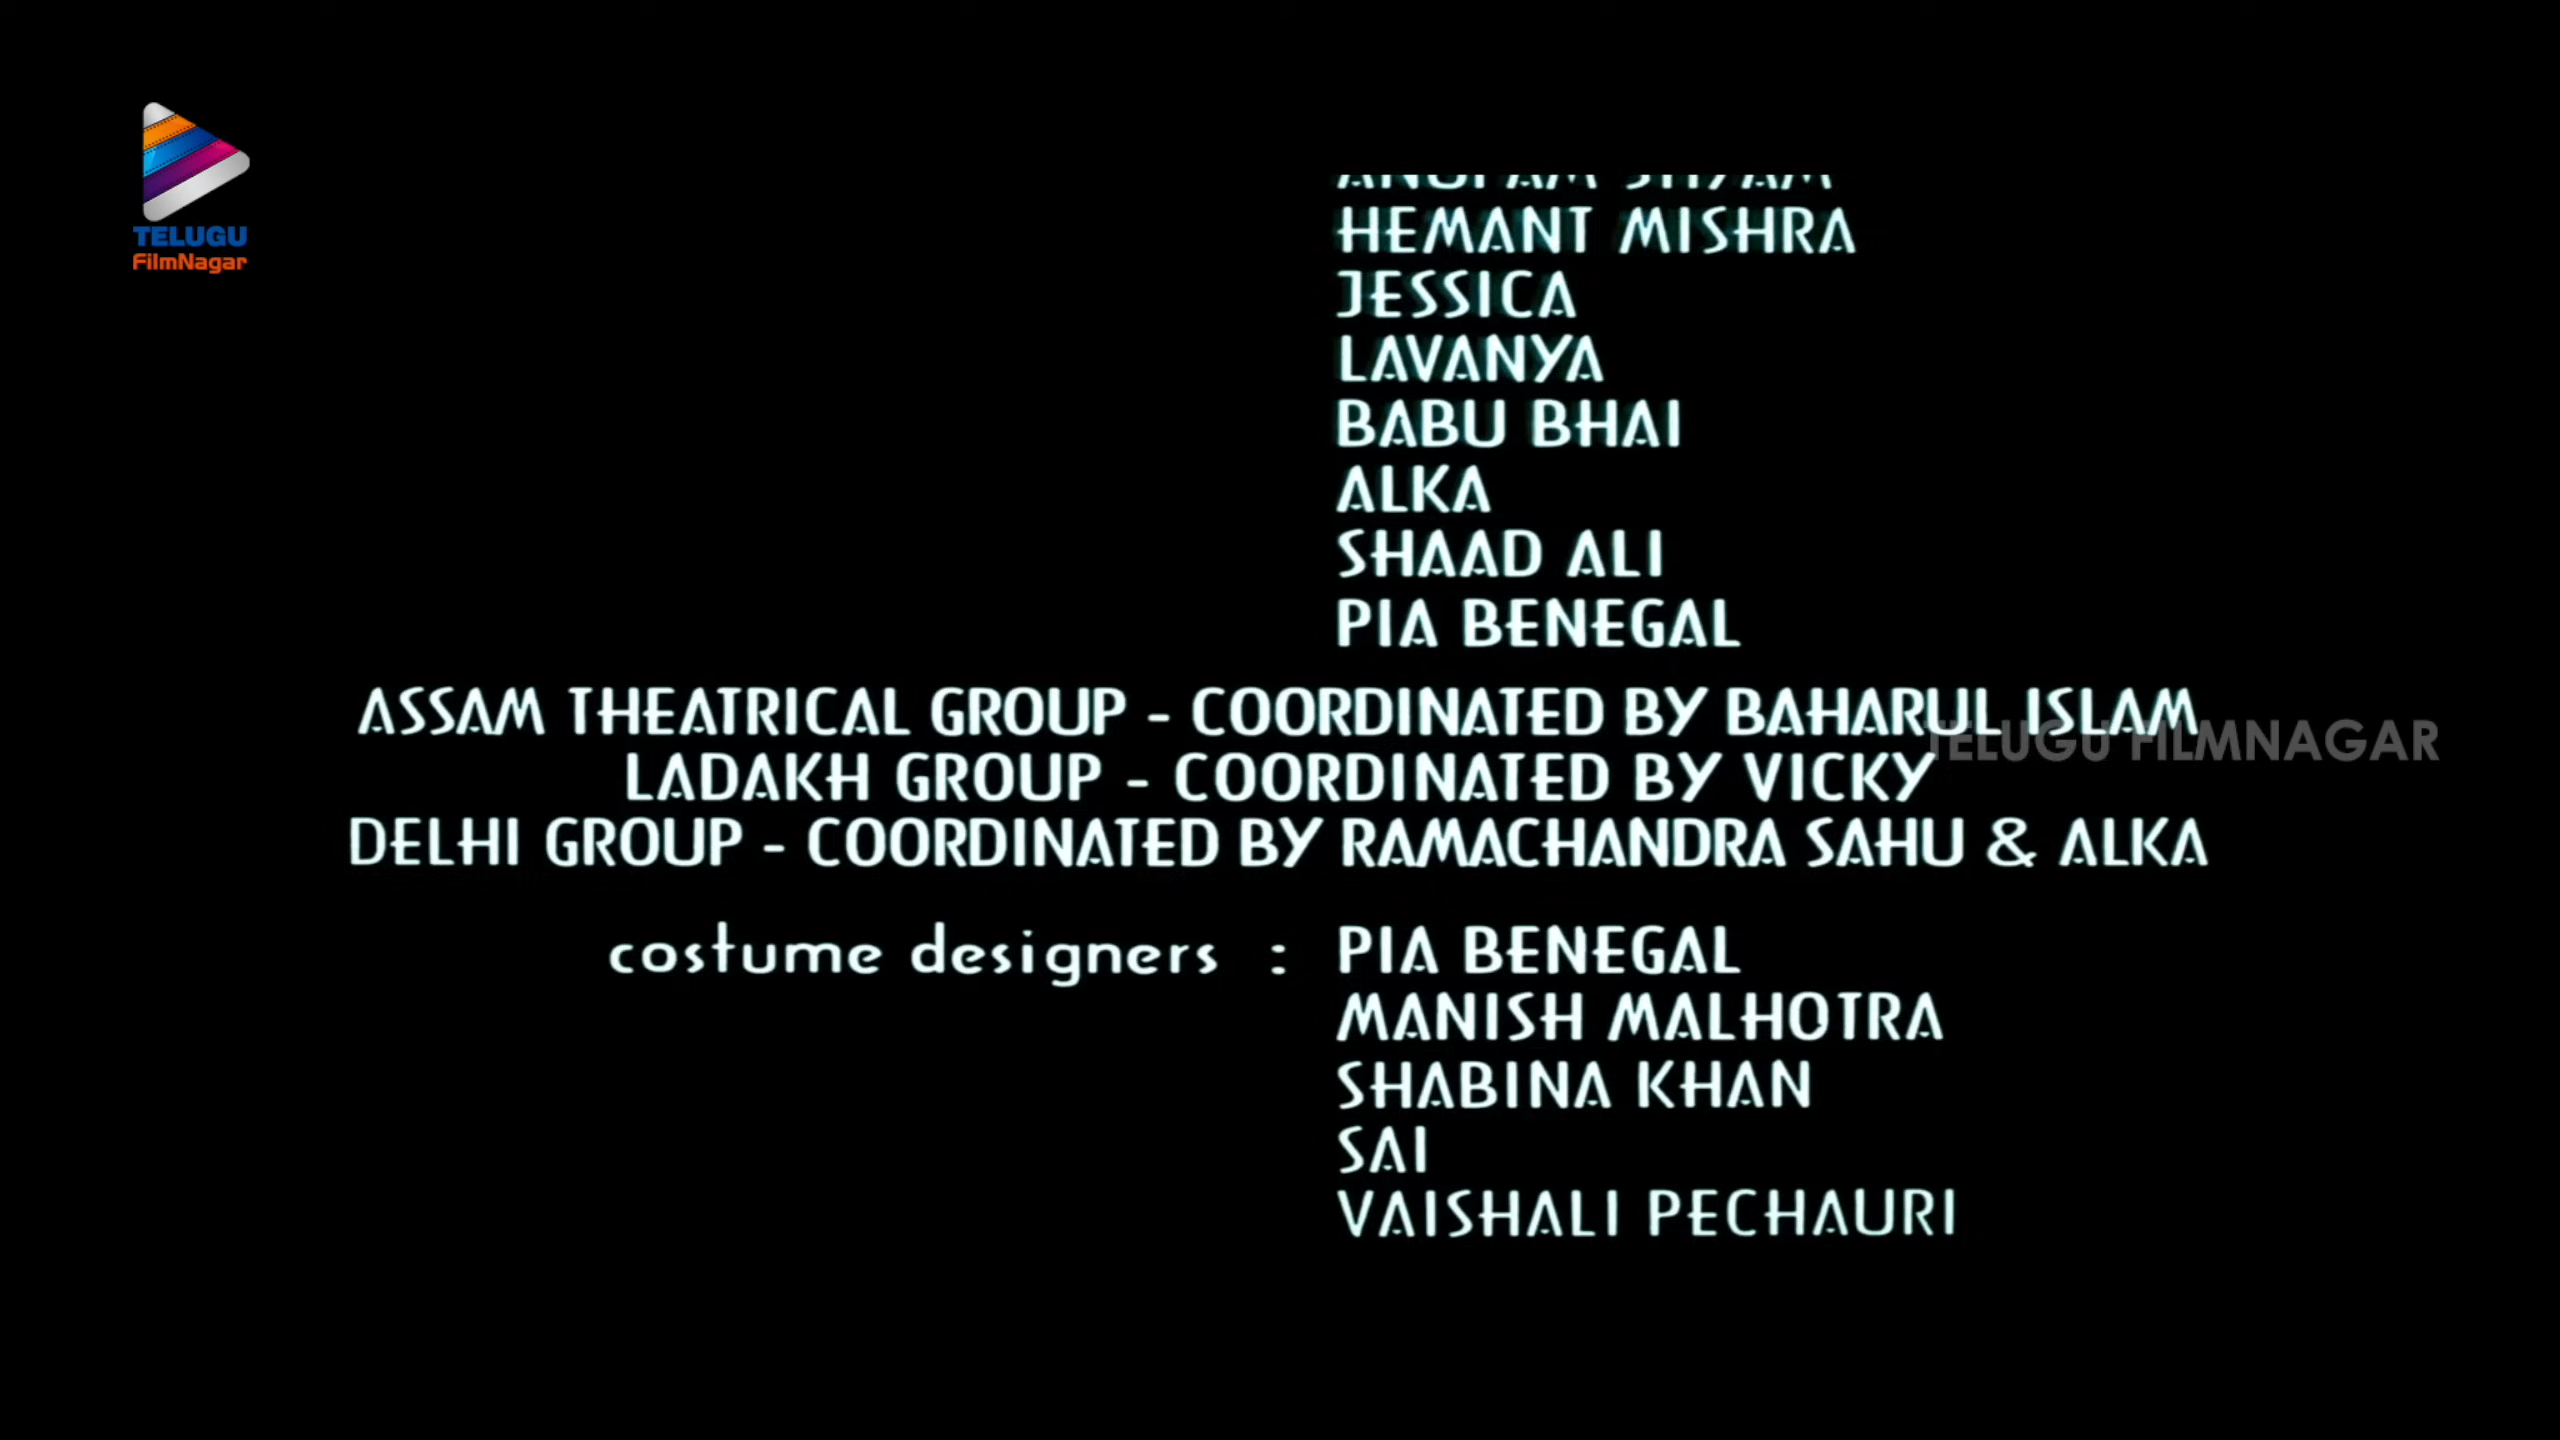 TELUGU
FilmNagar
HEMANT MISHRA
JESSICA
LAVANYA
BABU BHAI
ALKA
SHAAD ALI
PIA BENEGAL
ASSAM THEATRICAL GROUP - COORDINATED BY BAHARUL ISLAM
TELUGU FILMNAGAR
LADAKH GROUP - COORDINATED BY VICKY
DELHI GROUP - COORDINATED BY RAMACHANDRA SAHU & ALKA
costume designers : PIA BENEGAL
MANISH MALHOTRA
SHABINA KHAN
SAI
VAISHALI PECHAURI